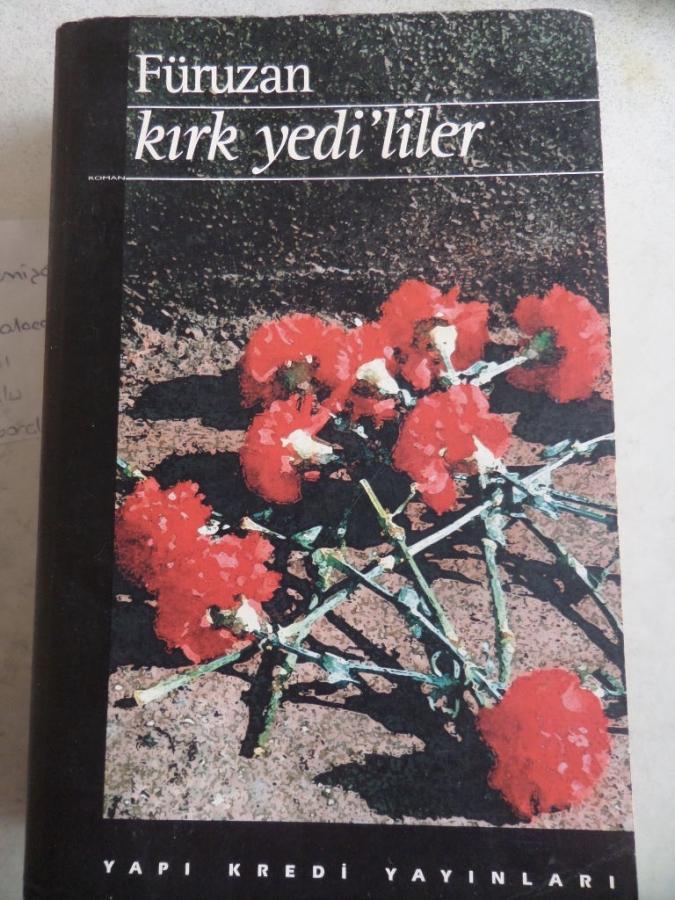 Füruzan
kırk yedi'liler
ROMAN
YAPI KREDİ YAYINLARI